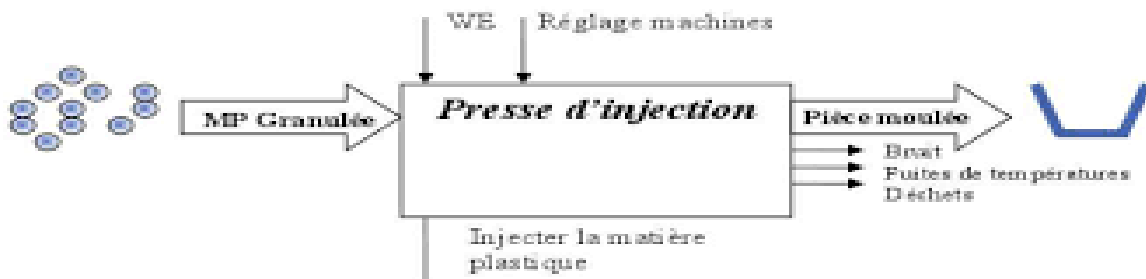 WE
Réglage machines
Presse d'injection
MP Granulée
Pièce moulée
Bruit
Fuites de températures
Déchets
Injecter la matière
plastique